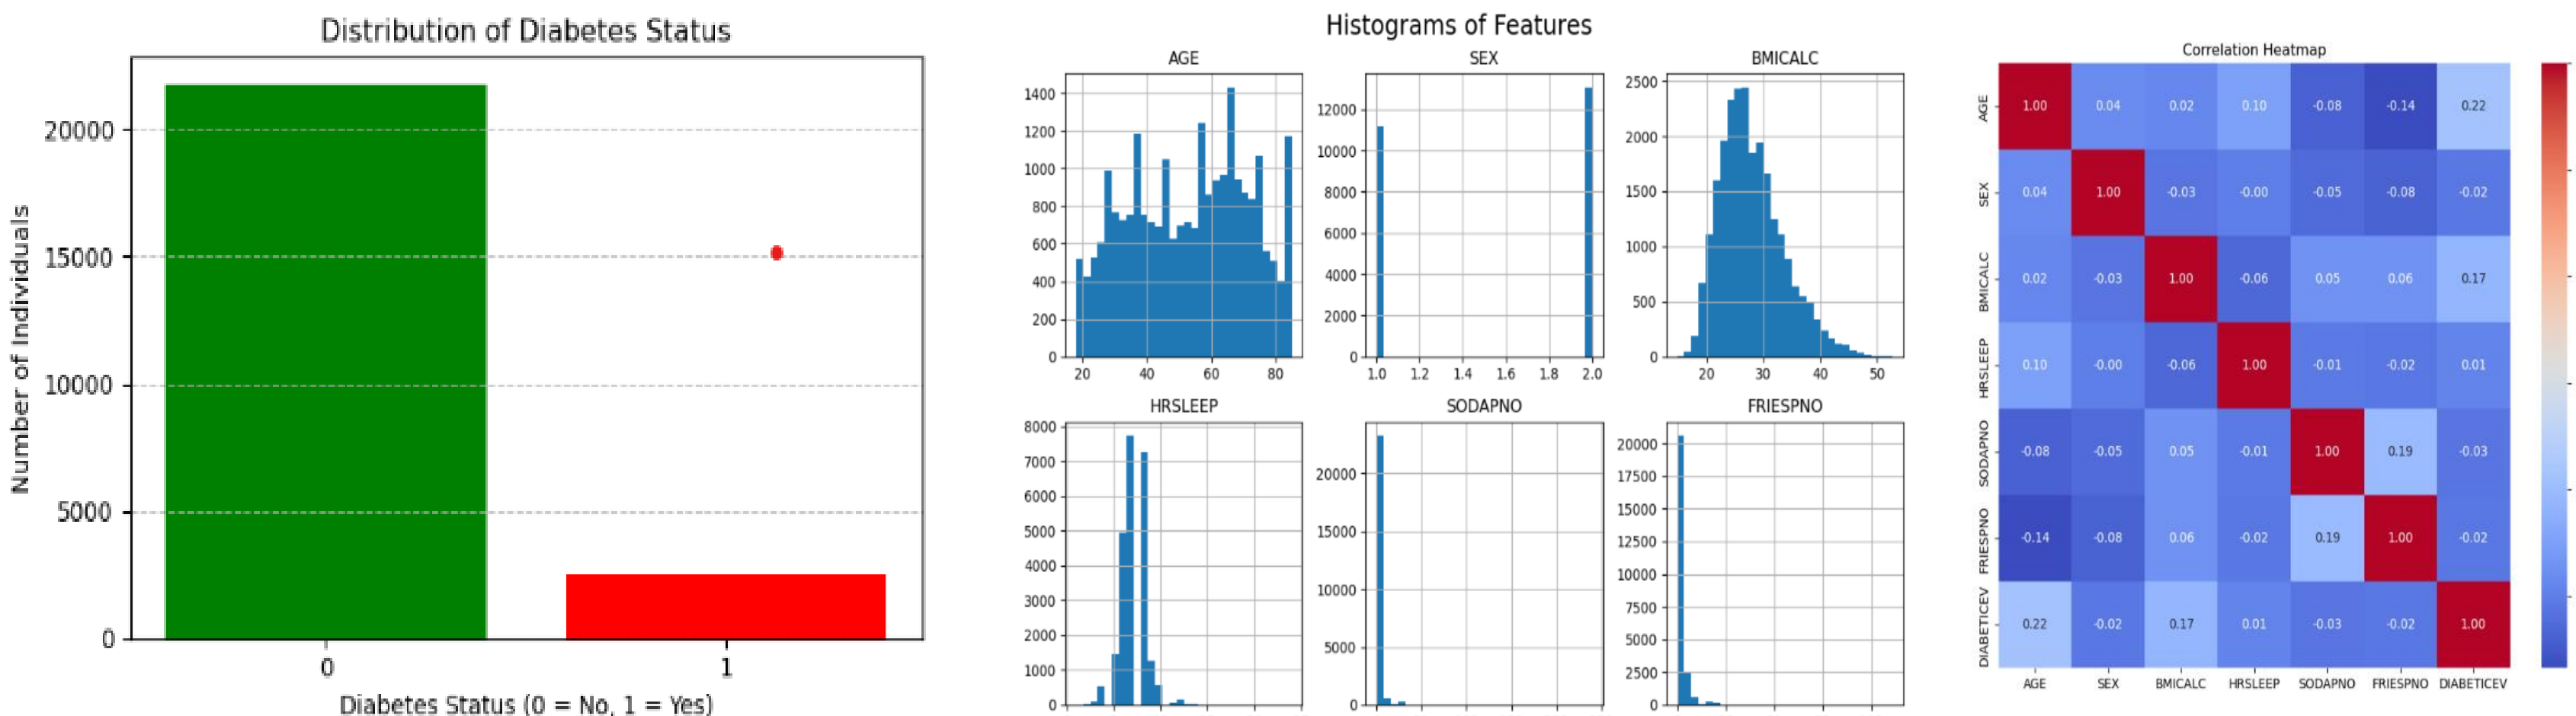 Distribution of Diabetes Status
Number of Individuals
20000
15000
10000
5000
0
0 1
Diabetes Status (0 = No, 1 = Yes)
Histograms of Features
AGE
1400
1200
1000
800
600
400
200
0
20 40 60 80
SEX
12000
10000
8000
6000
4000
2000
0
1.0 1.2 1.4 1.6 1.8 2.0
BMICALC
2500
2000
1500
1000
500
0
20 30 40 50
HRSLEEP
8000
7000
6000
5000
4000
3000
2000
1000
0
SODAPNO
20000
15000
10000
5000
0
FRIESPNO
20000
17500
15000
12500
10000
7500
5000
2500
0
Correlation Heatmap
AGE 1.00 0.04 0.02 0.10 -0.08 -0.14 0.22
SEX 0.04 1.00 -0.03 -0.00 -0.05 -0.08 -0.02
BMICALC 0.02 -0.03 1.00 -0.06 0.05 0.06 0.17
HRSLEEP 0.10 -0.00 -0.06 1.00 -0.01 -0.02 0.01
SODAPNO -0.08 -0.05 0.05 -0.01 1.00 0.19 -0.03
FRIESPNO -0.14 -0.08 0.06 -0.02 0.19 1.00 -0.02
DIABETICEV 0.22 -0.02 0.17 0.01 -0.03 -0.02 1.00
AGE SEX BMICALC HRSLEEP SODAPNO FRIESPNO DIABETICEV